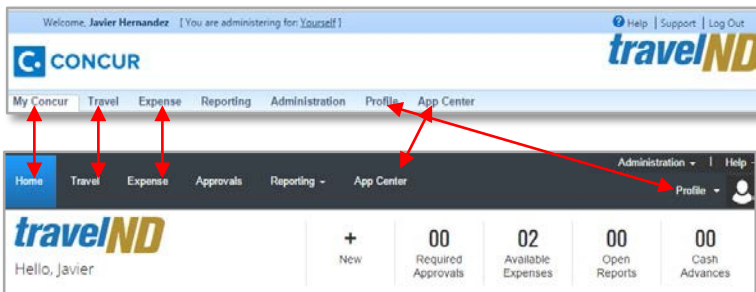 Welcome, Javier Hernandez [ You are administering for: Yourself ]
? Help | Support | Log Out
C. CONCUR
travelND
My Concur Travel Expense Reporting Administration Profile App Center
Administration | Help
Home Travel Expense Approvals Reporting App Center
Profile
travelND
Hello, Javier
+ 00 02 00 00
New Required Available Open Cash
Approvals Expenses Reports Advances